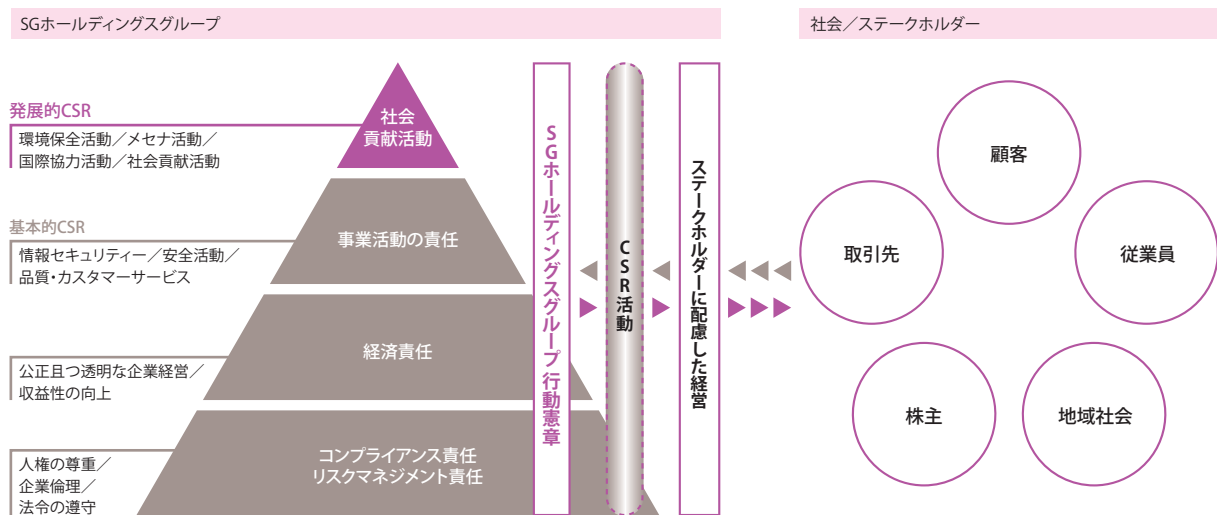 SGホールディングスグループ
社会／ステークホルダー
発展的CSR
環境保全活動／メセナ活動／
国際協力活動／社会貢献活動
基本的CSR
情報セキュリティー／安全活動／
品質・カスタマーサービス
公正且つ透明な企業経営／
収益性の向上
人権の尊重／
企業倫理／
法令の遵守
社会
貢献活動
事業活動の責任
経済責任
コンプライアンス責任
リスクマネジメント責任
SGホールディングスグループ 行動憲章
CSR活動
ステークホルダーに配慮した経営
顧客
取引先
従業員
株主
地域社会